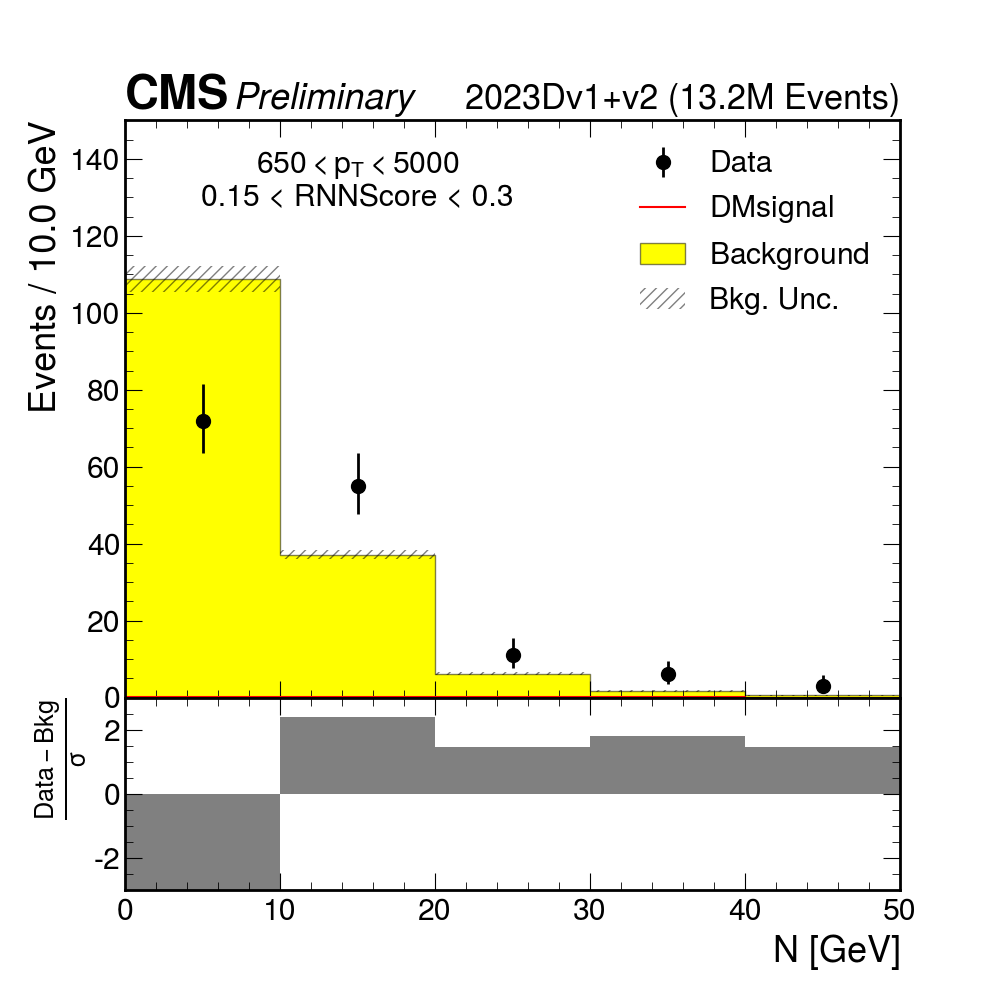 CMS Preliminary 2023Dv1+v2 (13.2M Events)
Events / 10.0 GeV
650 < pT < 5000
0.15 < RNNScore < 0.3
Data
DMsignal
Background
Bkg. Unc.
140
120
100
80
60
40
20
0
Data − Bkg
σ
2
0
-2
0 10 20 30 40 50
N [GeV]